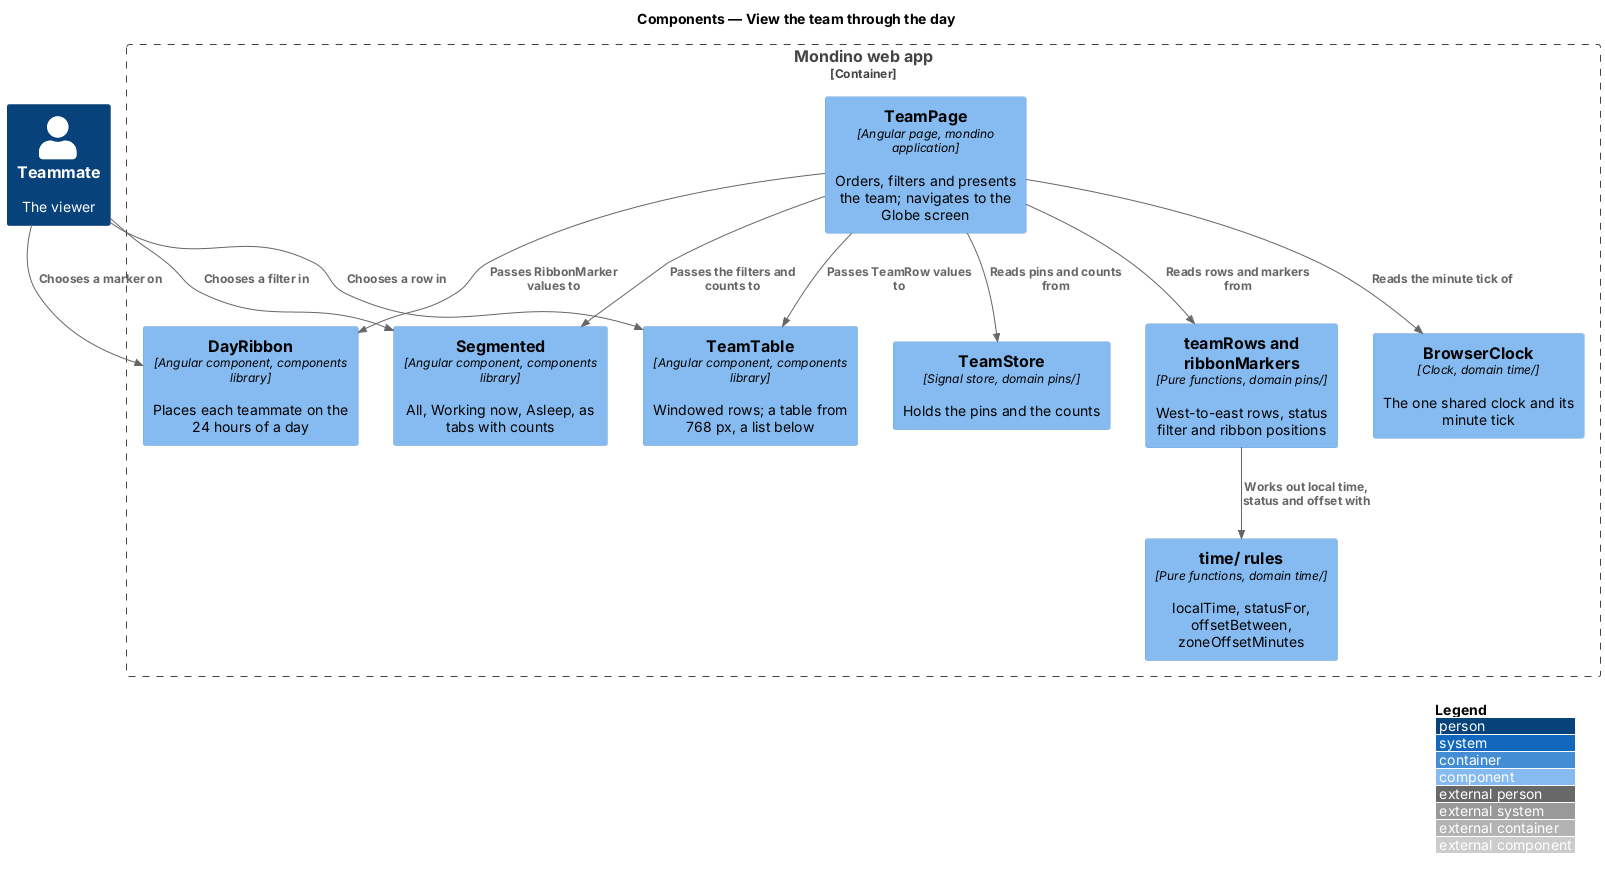 Components — View the team through the day
Mondino web app
[Container]
TeamPage
[Angular page, mondino
application]
Orders, filters and presents
the team; navigates to the
Globe screen
Teammate
The viewer
Chooses a marker on
Chooses a filter in
Chooses a row in
Passes RibbonMarker
values to
Passes the filters and
counts to
Passes TeamRow values
to
Reads pins and counts
from
Reads rows and markers
from
Reads the minute tick of
DayRibbon
[Angular component, components
library]
Places each teammate on the
24 hours of a day
Segmented
[Angular component, components
library]
All, Working now, Asleep, as
tabs with counts
TeamTable
[Angular component, components
library]
Windowed rows; a table from
768 px, a list below
TeamStore
[Signal store, domain pins/]
Holds the pins and the counts
teamRows and
ribbonMarkers
[Pure functions, domain pins/]
West-to-east rows, status
filter and ribbon positions
BrowserClock
[Clock, domain time/]
The one shared clock and its
minute tick
Works out local time,
status and offset with
time/ rules
[Pure functions, domain time/]
localTime, statusFor,
offsetBetween,
zoneOffsetMinutes
Legend
person
system
container
component
external person
external system
external container
external component